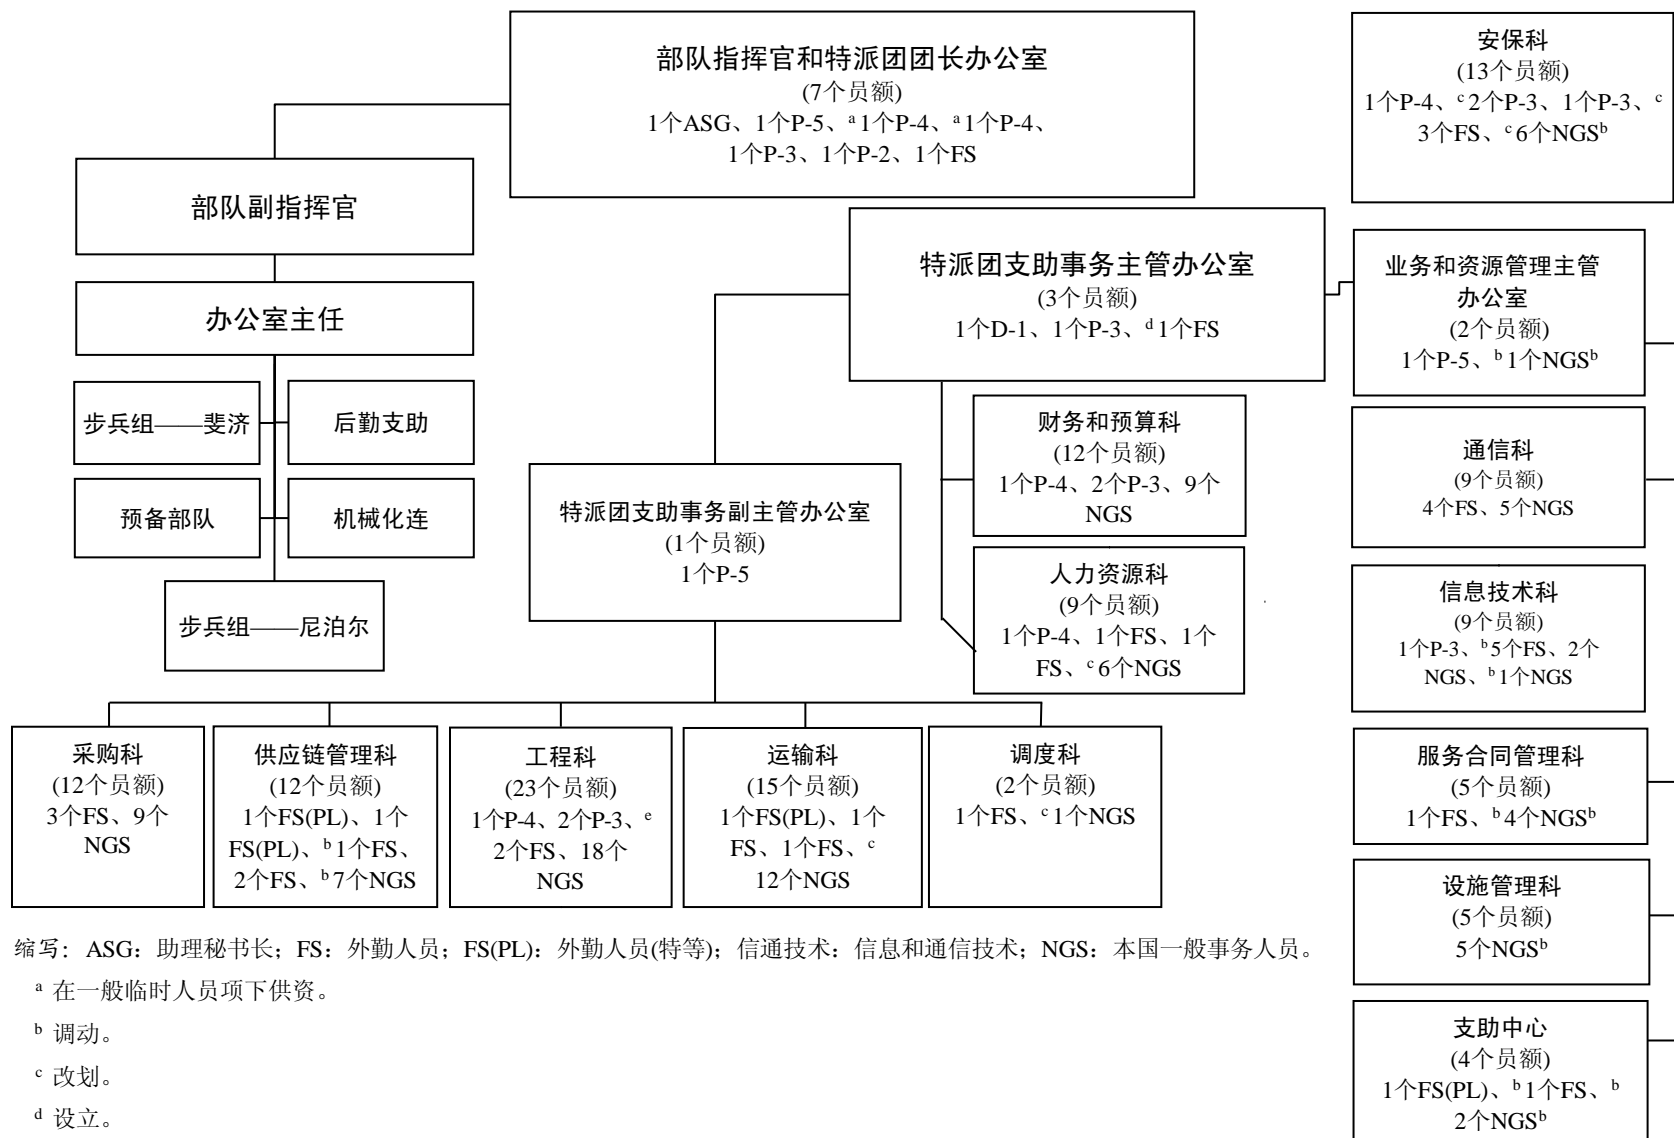 部队指挥官和特派团团长办公室
(7个员额)
1个ASG、1个P-5、ᵃ 1个P-4、ᵃ 1个P-4、
1个P-3、1个P-2、1个FS
安保科
(13个员额)
1个P-4、ᶜ 2个P-3、1个P-3、ᶜ
3个FS、ᶜ 6个NGSᵇ
部队副指挥官
办公室主任
步兵组——斐济
后勤支助
预备部队
机械化连
步兵组——尼泊尔
特派团支助事务主管办公室
(3个员额)
1个D-1、1个P-3、ᵈ 1个FS
业务和资源管理主管
办公室
(2个员额)
1个P-5、ᵇ 1个NGSᵇ
财务和预算科
(12个员额)
1个P-4、2个P-3、9个
NGS
人力资源科
(9个员额)
1个P-4、1个FS、1个
FS、ᶜ 6个NGS
特派团支助事务副主管办公室
(1个员额)
1个P-5
通信科
(9个员额)
4个FS、5个NGS
信息技术科
(9个员额)
1个P-3、ᵇ 5个FS、2个
NGS、ᵇ 1个NGS
采购科
(12个员额)
3个FS、9个
NGS
供应链管理科
(12个员额)
1个FS(PL)、1个
FS(PL)、ᵇ 1个FS、
2个FS、ᵇ 7个NGS
工程科
(23个员额)
1个P-4、2个P-3、ᵉ
2个FS、18个
NGS
运输科
(15个员额)
1个FS(PL)、1个
FS、1个FS、ᶜ
12个NGS
调度科
(2个员额)
1个FS、ᶜ 1个NGS
服务合同管理科
(5个员额)
1个FS、ᵇ 4个NGSᵇ
设施管理科
(5个员额)
5个NGSᵇ
支助中心
(4个员额)
1个FS(PL)、ᵇ 1个FS、ᵇ
2个NGSᵇ
缩写：ASG：助理秘书长；FS：外勤人员；FS(PL)：外勤人员(特等)；信通技术：信息和通信技术；NGS：本国一般事务人员。
ᵃ 在一般临时人员项下供资。
ᵇ 调动。
ᶜ 改划。
ᵈ 设立。